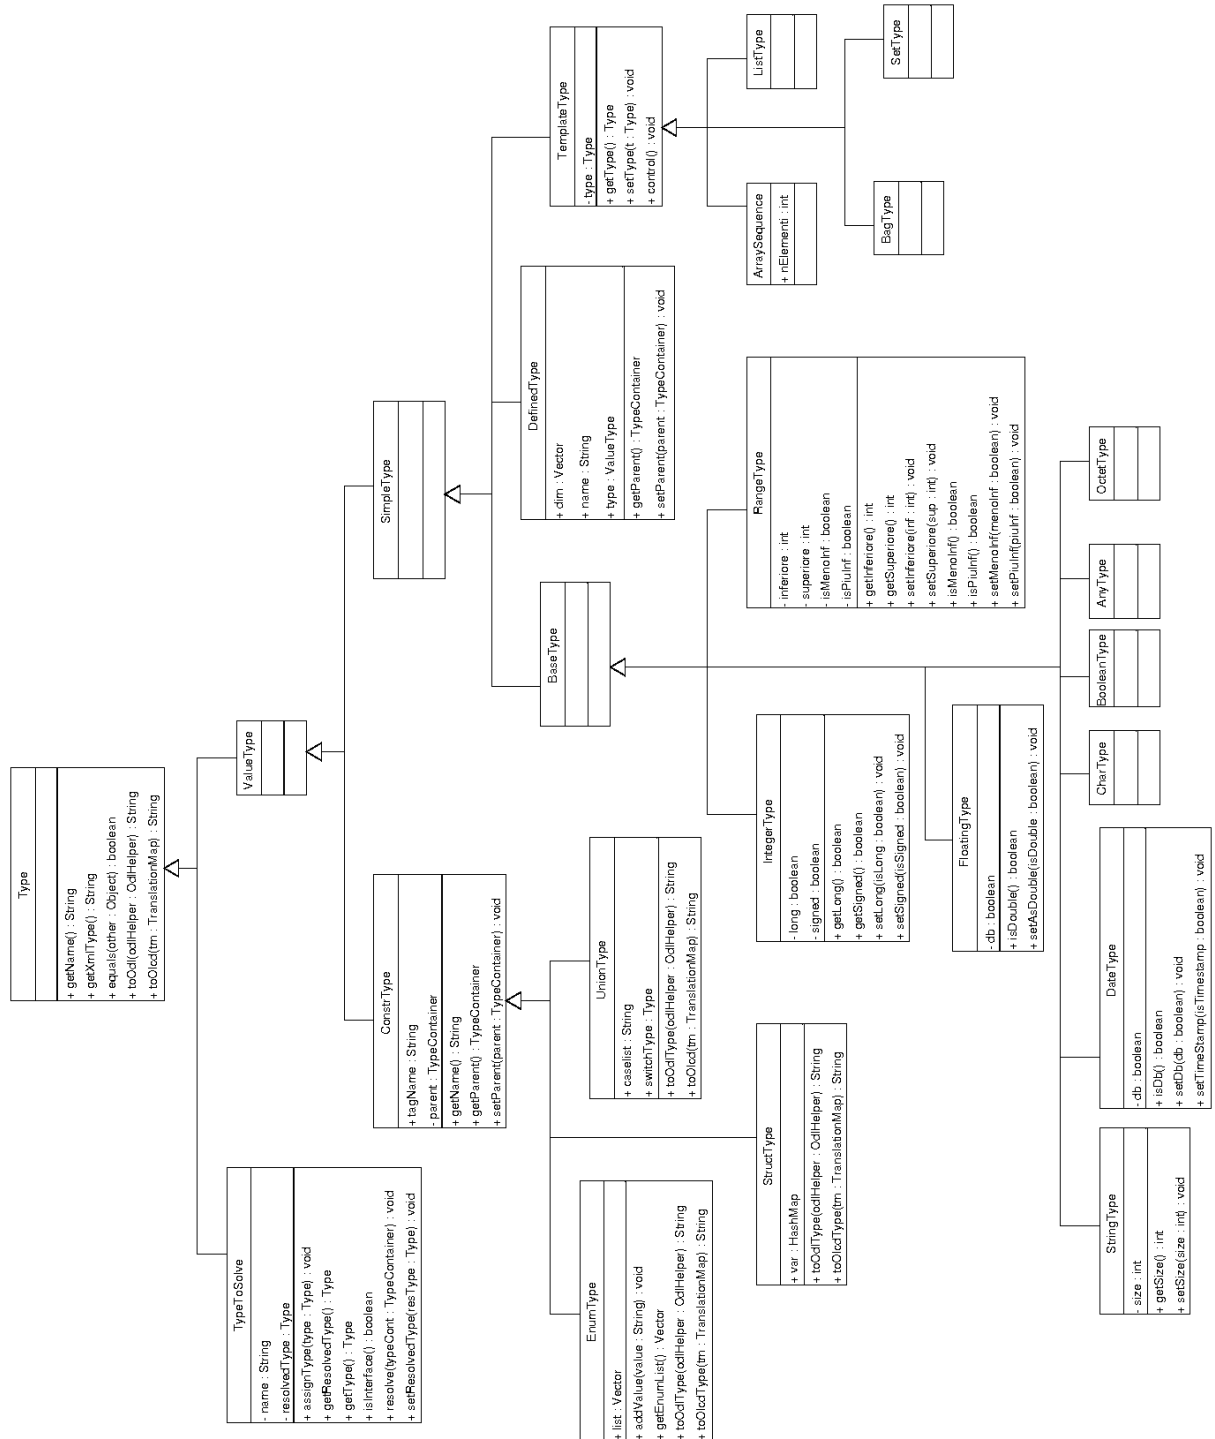 Type
+ getName() : String
+ getXmlType() : String
+ equals(other : Object) : boolean
+ toOdl(odlHelper : OdlHelper) : String
+ toOlcd(tm : TranslationMap) : String
TypeToSolve
- name : String
- resolvedType : Type
+ assignType(type : Type) : void
+ getResolvedType() : Type
+ getType() : Type
+ isInterface() : boolean
+ resolve(typeCont : TypeContainer) : void
+ setResolvedType(resType : Type) : void
ValueType
ConstrType
+ tagName : String
- parent : TypeContainer
+ getName() : String
+ getParent() : TypeContainer
+ setParent(parent : TypeContainer) : void
SimpleType
EnumType
+ list : Vector
+ addValue(value : String) : void
+ getEnumList() : Vector
+ toOdlType(odlHelper : OdlHelper) : String
+ toOlcdType(tm : TranslationMap) : String
StructType
+ var : HashMap
+ toOdlType(odlHelper : OdlHelper) : String
+ toOlcdType(tm : TranslationMap) : String
UnionType
+ caselist : String
+ switchType : Type
+ toOdlType(odlHelper : OdlHelper) : String
+ toOlcd(tm : TranslationMap) : String
BaseType
DefinedType
+ dim : Vector
+ name : String
+ type : ValueType
+ getParent() : TypeContainer
+ setParent(parent : TypeContainer) : void
TemplateType
- type : Type
+ getType() : Type
+ setType(t : Type) : void
+ control() : void
IntegerType
- long : boolean
- signed : boolean
+ getLong() : boolean
+ getSigned() : boolean
+ setLong(isLong : boolean) : void
+ setSigned(isSigned : boolean) : void
RangeType
- inferiore : int
- superiore : int
- isMenoInf : boolean
- isPiuInf : boolean
+ getInferiore() : int
+ getSuperiore() : int
+ setInferiore(inf : int) : void
+ setSuperiore(sup : int) : void
+ isMenoInf() : boolean
+ isPiuInf() : boolean
+ setMenoInf(menoInf : boolean) : void
+ setPiuInf(piuInf : boolean) : void
ArraySequence
+ nElementi : int
ListType
BagType
SetType
FloatingType
- db : boolean
+ isDouble() : boolean
+ setAsDouble(isDouble : boolean) : void
StringType
- size : int
+ getSize() : int
+ setSize(size : int) : void
DateType
- db : boolean
+ isDb() : boolean
+ setDb(db : boolean) : void
+ setTimeStamp(isTimestamp : boolean) : void
CharType
BooleanType
AnyType
OctetType